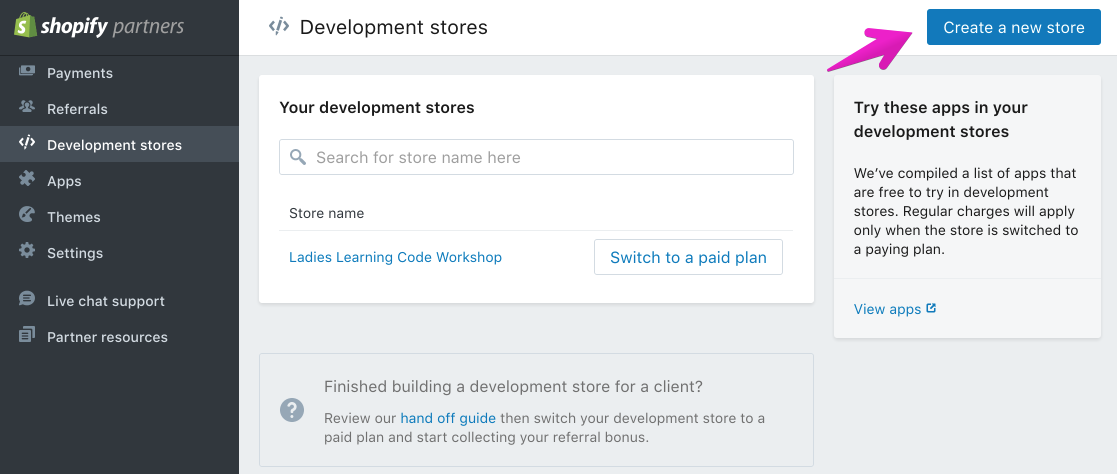 shopify partners
Payments
Referrals
Development stores
Apps
Themes
Settings
Live chat support
Partner resources
Development stores
Create a new store
Your development stores
Search for store name here
Store name
Ladies Learning Code Workshop
Switch to a paid plan
Finished building a development store for a client?
Review our hand off guide then switch your development store to a
paid plan and start collecting your referral bonus.
Try these apps in your
development stores
We’ve compiled a list of apps that
are free to try in development
stores. Regular charges will apply
only when the store is switched to
a paying plan.
View apps